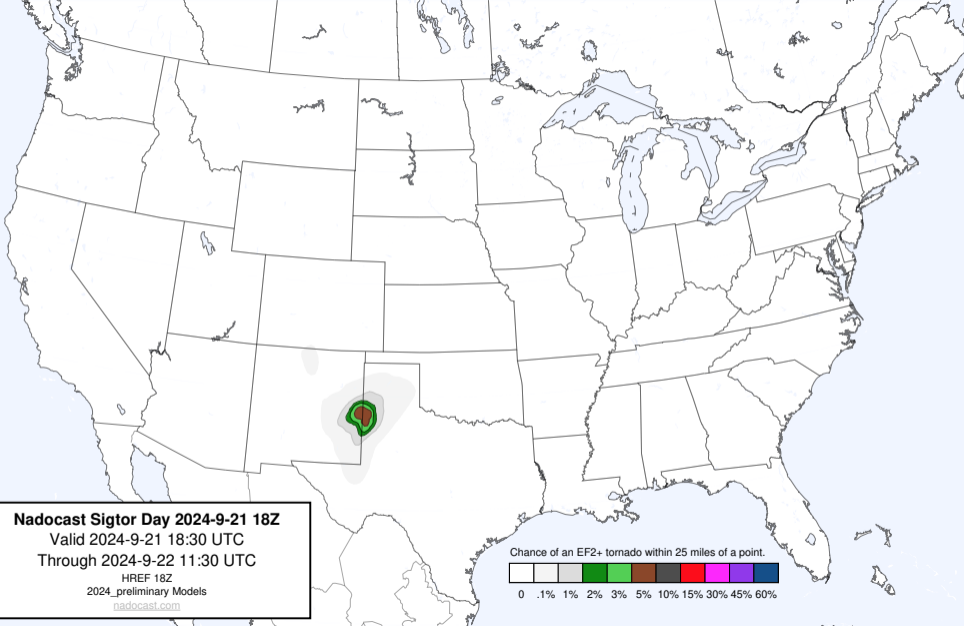 Nadocast Sigtor Day 2024-9-21 18Z
Valid 2024-9-21 18:30 UTC
Through 2024-9-22 11:30 UTC
HREF 18Z
2024_preliminary Models
nadocast.com
Chance of an EF2+ tornado within 25 miles of a point.
0 .1% 1% 2% 3% 5% 10% 15% 30% 45% 60%